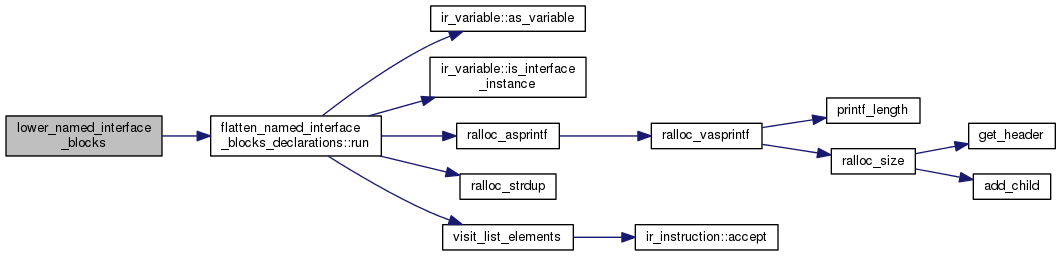 lower_named_interface
_blocks
flatten_named_interface
_blocks_declarations::run
ir_variable::as_variable
ir_variable::is_interface
_instance
ralloc_asprintf
ralloc_strdup
visit_list_elements
ralloc_vasprintf
ir_instruction::accept
printf_length
ralloc_size
get_header
add_child